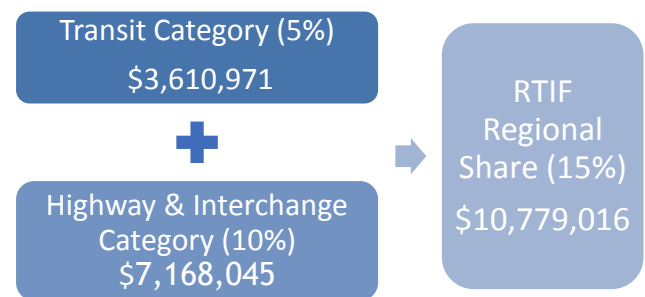 Transit Category (5%)
$3,610,971
Highway & Interchange
Category (10%)
$7,168,045
RTIF
Regional
Share (15%)
$10,779,016